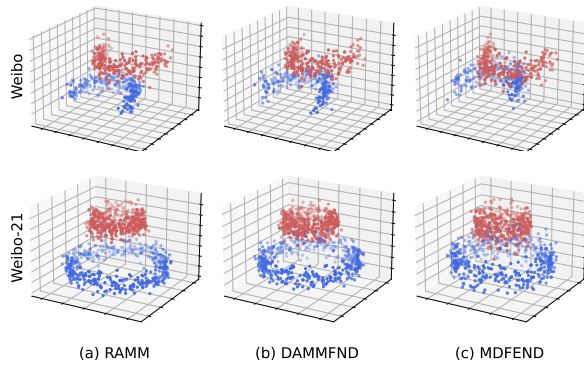 Weibo
Weibo-21
(a) RAMM
(b) DAMMFND
(c) MDFEND